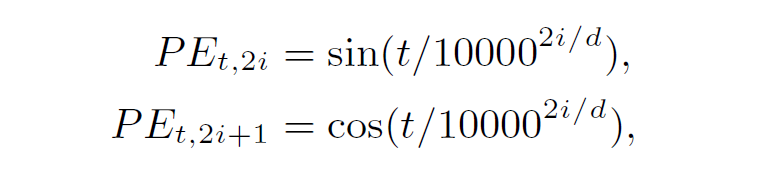 PE_{t,2i} = sin(t/10000^{2i/d}),
PE_{t,2i+1} = cos(t/10000^{2i/d}),